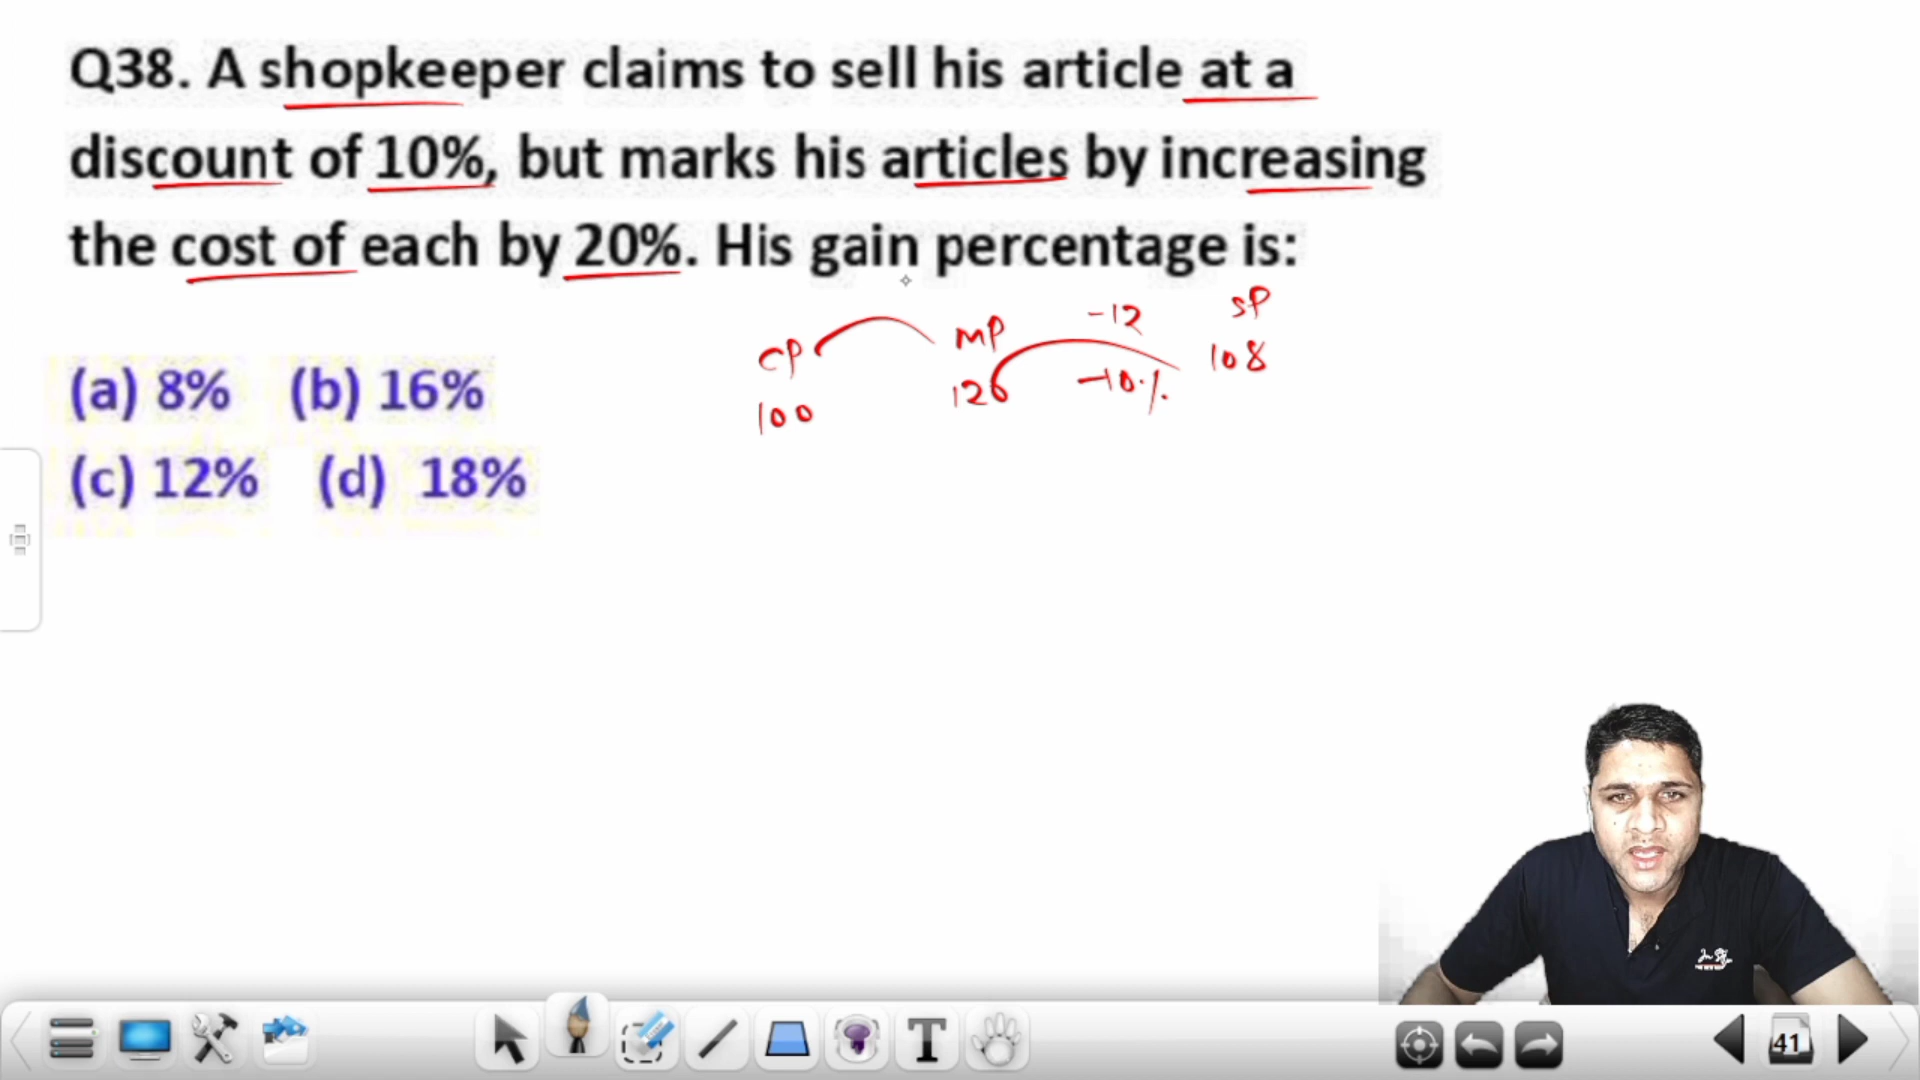 Q38. A shopkeeper claims to sell his article at a
discount of 10%, but marks his articles by increasing
the cost of each by 20%. His gain percentage is:
CP MP -12 SP
100 120 -10% 108
(a) 8% (b) 16%
(c) 12% (d) 18%
T
41